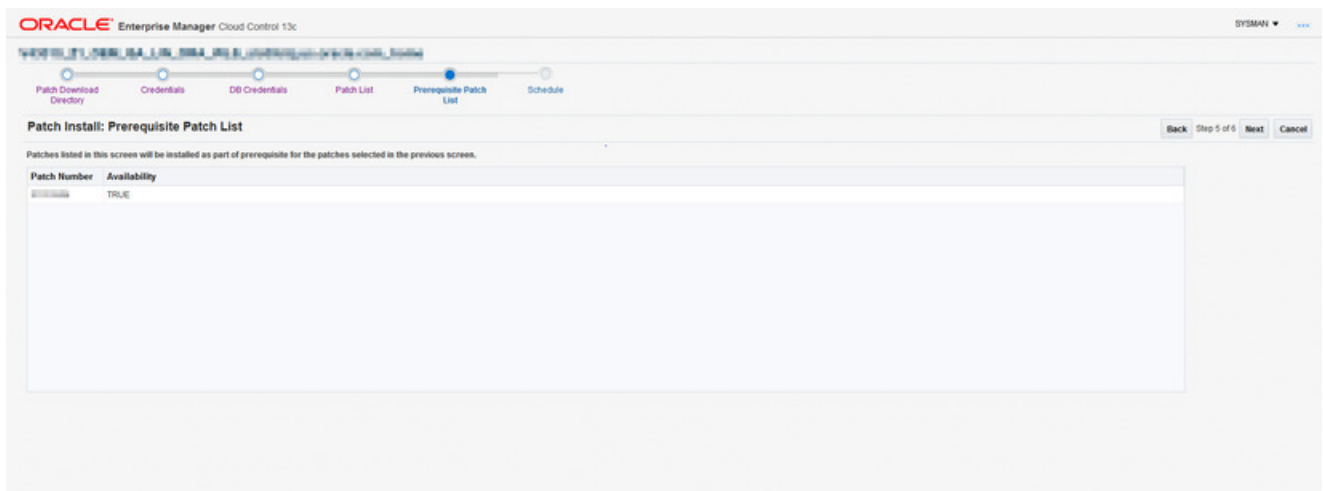 ORACLE® Enterprise Manager Cloud Control 13c
SYSMAN
Patch Download Directory
Credentials
DB Credentials
Patch List
Prerequisite Patch List
Schedule
Patch Install: Prerequisite Patch List
Back Step 5 of 6 Next Cancel
Patches listed in this screen will be installed as part of prerequisite for the patches selected in the previous screen.
Patch Number Availability
TRUE